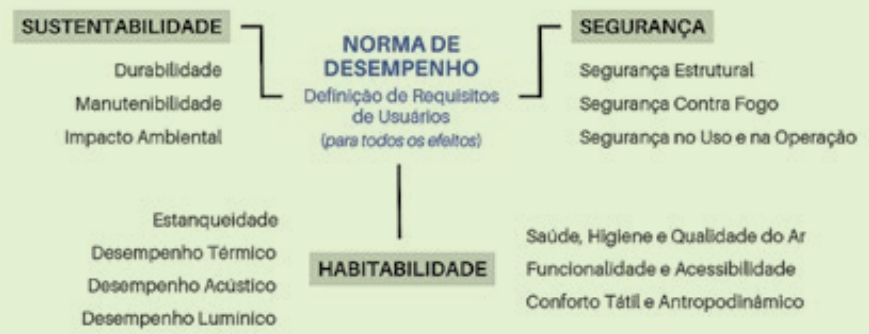 SUSTENTABILIDADE
Durabilidade
Manutenibilidade
Impacto Ambiental
NORMA DE
DESEMPENHO
Definição de Requisitos
de Usuários
(para todos os efeitos)
SEGURANÇA
Segurança Estrutural
Segurança Contra Fogo
Segurança no Uso e na Operação
Estanqueidade
Desempenho Térmico
Desempenho Acústico
Desempenho Lumínico
HABITABILIDADE
Saúde, Higiene e Qualidade do Ar
Funcionalidade e Acessibilidade
Conforto Tátil e Antropodinâmico